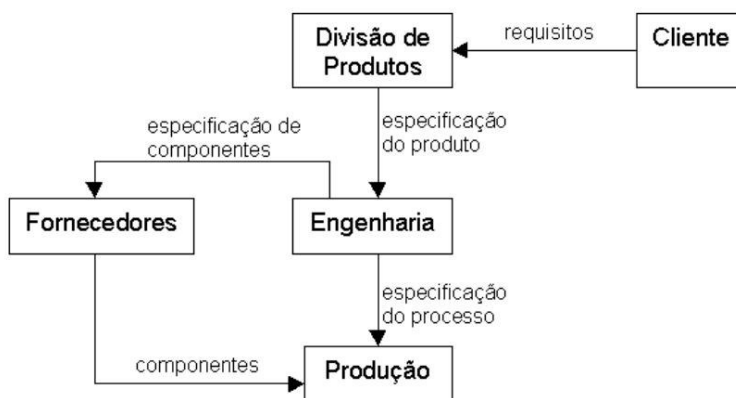 Divisão de
Produtos
requisitos
Cliente
especificação de
componentes
especificação
do produto
Fornecedores
Engenharia
especificação
do processo
componentes
Produção